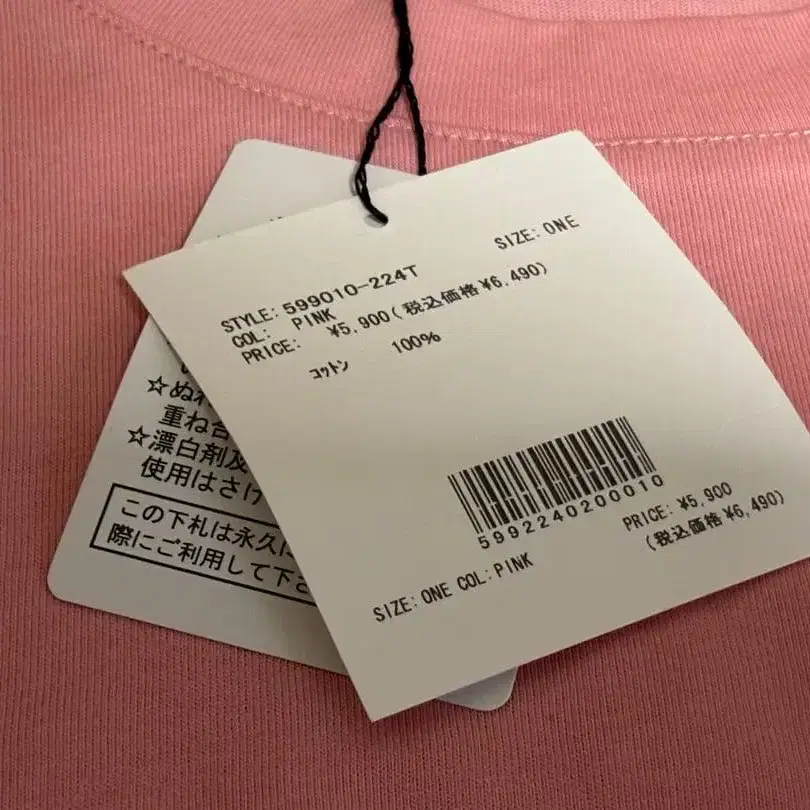 SIZE: ONE
STYLE: 599010-224T
COL: PINK
PRICE: ¥5,900(税込価格¥6,490)
コットン 100%
5992240200010
PRICE: ¥5,900
(税込価格¥6,490)
SIZE: ONE COL: PINK
☆ぬれ
重ね合
☆漂白剤及
使用はさけ
この下札は永久に
際にご利用して下さ